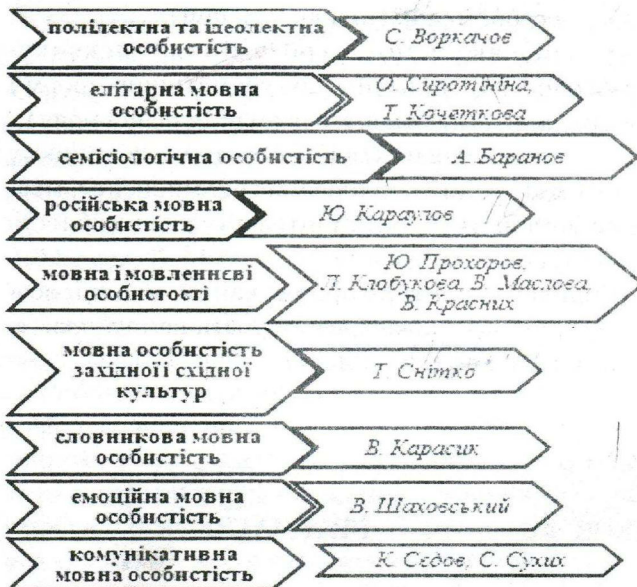 полілектна та ідеолектна
особистість
С. Воркачов
елітарна мовна
особистість
О. Сиротініна,
Т. Кочеткова
семісіологічна особистість
А. Баранов
російська мовна
особистість
Ю. Караулов
мовна і мовленнєві
особистості
Ю. Прохоров,
Л. Клобукова, В. Маслова,
В. Красних
мовна особистість
західної і східної
культур
Т. Снітко
словникова мовна
особистість
В. Карасик
емоційна мовна
особистість
В. Шаховський
комунікативна
мовна особистість
К. Сєдов, С. Сухих